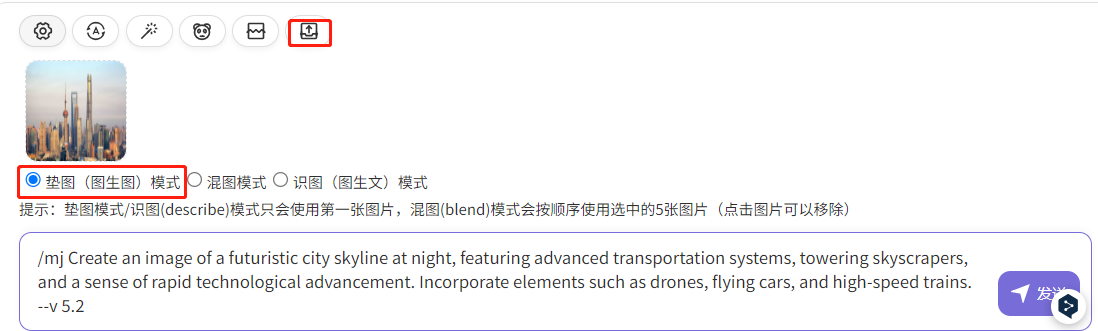 A
垫图（图生图）模式 混图模式 识图（图生文）模式
提示：垫图模式/识图(describe)模式只会使用第一张图片，混图(blend)模式会按顺序使用选中的5张图片（点击图片可以移除）
/mj Create an image of a futuristic city skyline at night, featuring advanced transportation systems, towering skyscrapers,
and a sense of rapid technological advancement. Incorporate elements such as drones, flying cars, and high-speed trains.
--v 5.2
发送